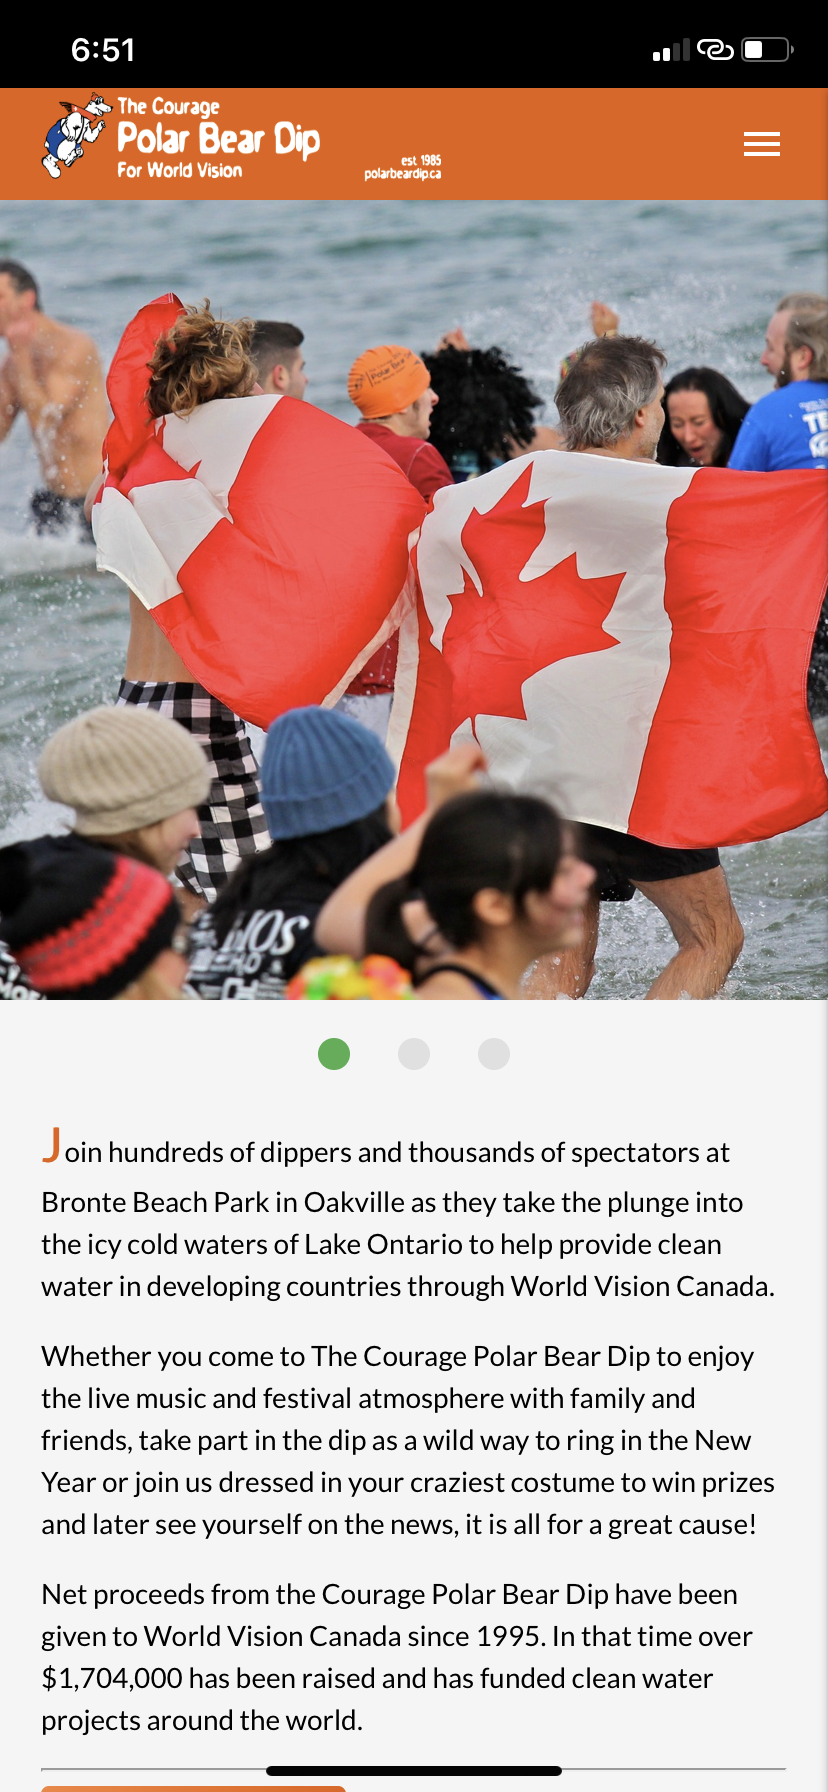 6:51
The Courage
Polar Bear Dip
For World Vision
est 1985
polarbeardip.ca
Join hundreds of dippers and thousands of spectators at
Bronte Beach Park in Oakville as they take the plunge into
the icy cold waters of Lake Ontario to help provide clean
water in developing countries through World Vision Canada.
Whether you come to The Courage Polar Bear Dip to enjoy
the live music and festival atmosphere with family and
friends, take part in the dip as a wild way to ring in the New
Year or join us dressed in your craziest costume to win prizes
and later see yourself on the news, it is all for a great cause!
Net proceeds from the Courage Polar Bear Dip have been
given to World Vision Canada since 1995. In that time over
$1,704,000 has been raised and has funded clean water
projects around the world.